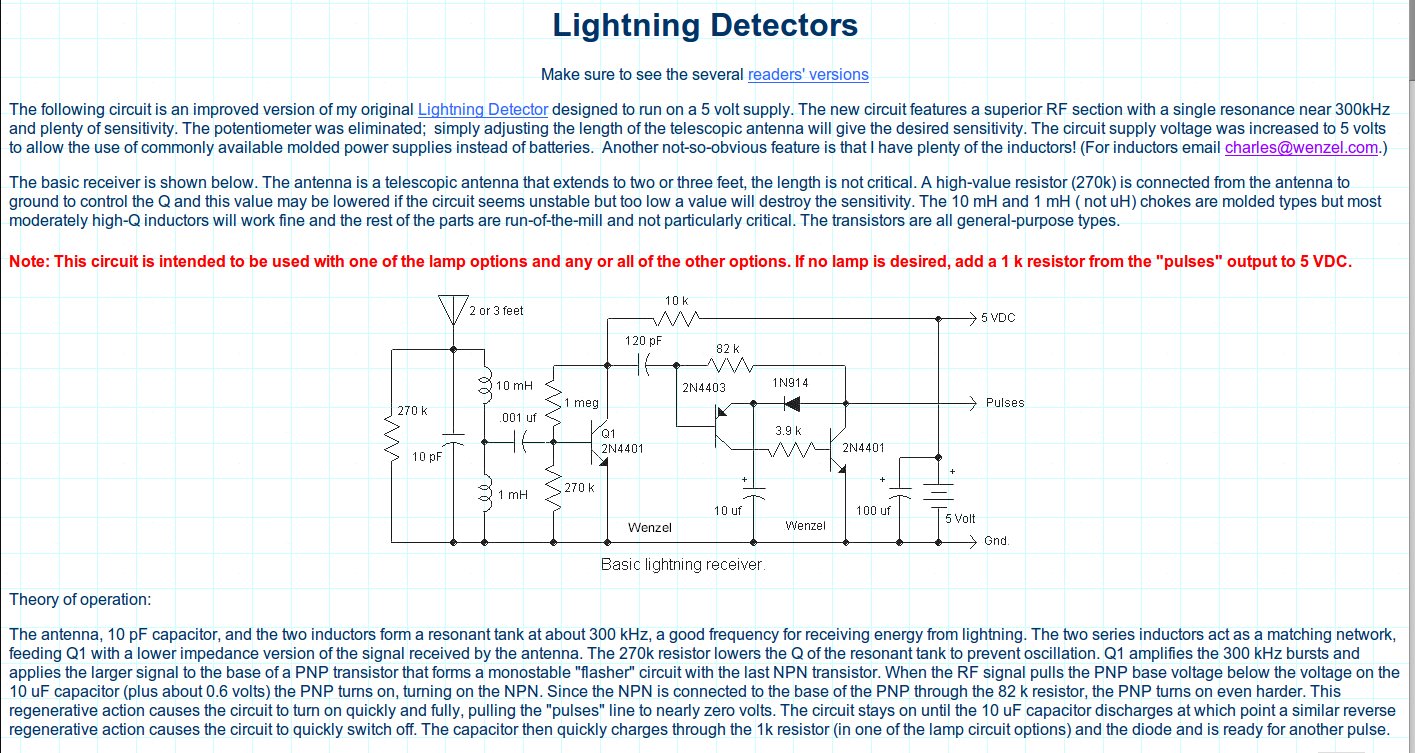 Lightning Detectors
Make sure to see the several readers' versions
The following circuit is an improved version of my original Lightning Detector designed to run on a 5 volt supply. The new circuit features a superior RF section with a single resonance near 300kHz
and plenty of sensitivity. The potentiometer was eliminated;  simply adjusting the length of the telescopic antenna will give the desired sensitivity. The circuit supply voltage was increased to 5 volts
to allow the use of commonly available molded power supplies instead of batteries.  Another not-so-obvious feature is that I have plenty of the inductors! (For inductors email charles@wenzel.com.)
The basic receiver is shown below. The antenna is a telescopic antenna that extends to two or three feet, the length is not critical. A high-value resistor (270k) is connected from the antenna to
ground to control the Q and this value may be lowered if the circuit seems unstable but too low a value will destroy the sensitivity. The 10 mH and 1 mH ( not uH) chokes are molded types but most
moderately high-Q inductors will work fine and the rest of the parts are run-of-the-mill and not particularly critical. The transistors are all general-purpose types.
Note: This circuit is intended to be used with one of the lamp options and any or all of the other options. If no lamp is desired, add a 1 k resistor from the "pulses" output to 5 VDC.
2 or 3 feet
10 k
5 VDC
120 pF
82 k
10 mH
2N4403
1N914
270 k
1 meg
Pulses
.001 uf
Q1
2N4401
3.9 k
2N4401
10 pF
+
+
+
1 mH
270 k
10 uf
100 uf
5 Volt
Wenzel
Wenzel
Gnd.
Basic lightning receiver.
Theory of operation:
The antenna, 10 pF capacitor, and the two inductors form a resonant tank at about 300 kHz, a good frequency for receiving energy from lightning. The two series inductors act as a matching network,
feeding Q1 with a lower impedance version of the signal received by the antenna. The 270k resistor lowers the Q of the resonant tank to prevent oscillation. Q1 amplifies the 300 kHz bursts and
applies the larger signal to the base of a PNP transistor that forms a monostable "flasher" circuit with the last NPN transistor. When the RF signal pulls the PNP base voltage below the voltage on the
10 uF capacitor (plus about 0.6 volts) the PNP turns on, turning on the NPN. Since the NPN is connected to the base of the PNP through the 82 k resistor, the PNP turns on even harder. This
regenerative action causes the circuit to turn on quickly and fully, pulling the "pulses" line to nearly zero volts. The circuit stays on until the 10 uF capacitor discharges at which point a similar reverse
regenerative action causes the circuit to quickly switch off. The capacitor then quickly charges through the 1k resistor (in one of the lamp circuit options) and the diode and is ready for another pulse.